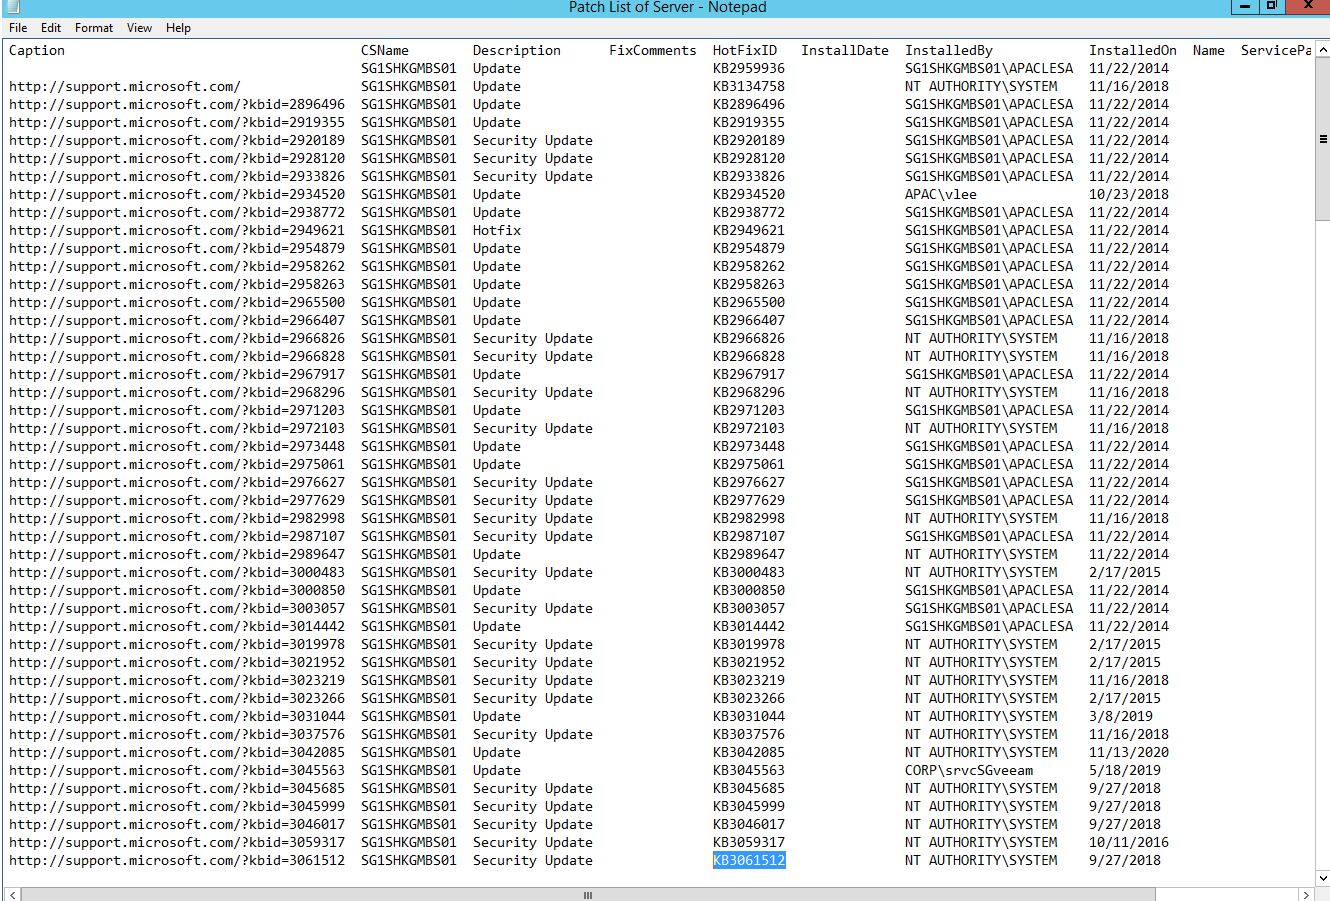 Patch List of Server - Notepad
File Edit Format View Help
Caption CSName Description FixComments HotFixID InstallDate InstalledBy InstalledOn Name ServicePa
SG1SHKGMBS01 Update KB2959936 SG1SHKGMBS01\APACLESA 11/22/2014
http://support.microsoft.com/ SG1SHKGMBS01 Update KB3134758 NT AUTHORITY\SYSTEM 11/16/2018
http://support.microsoft.com/?kbid=2896496 SG1SHKGMBS01 Update KB2896496 SG1SHKGMBS01\APACLESA 11/22/2014
http://support.microsoft.com/?kbid=2919355 SG1SHKGMBS01 Update KB2919355 SG1SHKGMBS01\APACLESA 11/22/2014
http://support.microsoft.com/?kbid=2920189 SG1SHKGMBS01 Security Update KB2920189 SG1SHKGMBS01\APACLESA 11/22/2014
http://support.microsoft.com/?kbid=2928120 SG1SHKGMBS01 Security Update KB2928120 SG1SHKGMBS01\APACLESA 11/22/2014
http://support.microsoft.com/?kbid=2933826 SG1SHKGMBS01 Security Update KB2933826 SG1SHKGMBS01\APACLESA 11/22/2014
http://support.microsoft.com/?kbid=2934520 SG1SHKGMBS01 Update KB2934520 APAC\vlee 10/23/2018
http://support.microsoft.com/?kbid=2938772 SG1SHKGMBS01 Update KB2938772 SG1SHKGMBS01\APACLESA 11/22/2014
http://support.microsoft.com/?kbid=2949621 SG1SHKGMBS01 Hotfix KB2949621 SG1SHKGMBS01\APACLESA 11/22/2014
http://support.microsoft.com/?kbid=2954879 SG1SHKGMBS01 Update KB2954879 SG1SHKGMBS01\APACLESA 11/22/2014
http://support.microsoft.com/?kbid=2958262 SG1SHKGMBS01 Update KB2958262 SG1SHKGMBS01\APACLESA 11/22/2014
http://support.microsoft.com/?kbid=2958263 SG1SHKGMBS01 Update KB2958263 SG1SHKGMBS01\APACLESA 11/22/2014
http://support.microsoft.com/?kbid=2965500 SG1SHKGMBS01 Update KB2965500 SG1SHKGMBS01\APACLESA 11/22/2014
http://support.microsoft.com/?kbid=2966407 SG1SHKGMBS01 Update KB2966407 SG1SHKGMBS01\APACLESA 11/22/2014
http://support.microsoft.com/?kbid=2966826 SG1SHKGMBS01 Security Update KB2966826 NT AUTHORITY\SYSTEM 11/16/2018
http://support.microsoft.com/?kbid=2966828 SG1SHKGMBS01 Security Update KB2966828 NT AUTHORITY\SYSTEM 11/16/2018
http://support.microsoft.com/?kbid=2967917 SG1SHKGMBS01 Update KB2967917 SG1SHKGMBS01\APACLESA 11/22/2014
http://support.microsoft.com/?kbid=2968296 SG1SHKGMBS01 Security Update KB2968296 NT AUTHORITY\SYSTEM 11/16/2018
http://support.microsoft.com/?kbid=2971203 SG1SHKGMBS01 Update KB2971203 SG1SHKGMBS01\APACLESA 11/22/2014
http://support.microsoft.com/?kbid=2972103 SG1SHKGMBS01 Security Update KB2972103 NT AUTHORITY\SYSTEM 11/16/2018
http://support.microsoft.com/?kbid=2973448 SG1SHKGMBS01 Update KB2973448 SG1SHKGMBS01\APACLESA 11/22/2014
http://support.microsoft.com/?kbid=2975061 SG1SHKGMBS01 Update KB2975061 SG1SHKGMBS01\APACLESA 11/22/2014
http://support.microsoft.com/?kbid=2976627 SG1SHKGMBS01 Security Update KB2976627 SG1SHKGMBS01\APACLESA 11/22/2014
http://support.microsoft.com/?kbid=2977629 SG1SHKGMBS01 Security Update KB2977629 SG1SHKGMBS01\APACLESA 11/22/2014
http://support.microsoft.com/?kbid=2982998 SG1SHKGMBS01 Security Update KB2982998 NT AUTHORITY\SYSTEM 11/16/2018
http://support.microsoft.com/?kbid=2987107 SG1SHKGMBS01 Security Update KB2987107 SG1SHKGMBS01\APACLESA 11/22/2014
http://support.microsoft.com/?kbid=2989647 SG1SHKGMBS01 Update KB2989647 NT AUTHORITY\SYSTEM 11/22/2014
http://support.microsoft.com/?kbid=3000483 SG1SHKGMBS01 Security Update KB3000483 NT AUTHORITY\SYSTEM 2/17/2015
http://support.microsoft.com/?kbid=3000850 SG1SHKGMBS01 Update KB3000850 SG1SHKGMBS01\APACLESA 11/22/2014
http://support.microsoft.com/?kbid=3003057 SG1SHKGMBS01 Security Update KB3003057 SG1SHKGMBS01\APACLESA 11/22/2014
http://support.microsoft.com/?kbid=3014442 SG1SHKGMBS01 Update KB3014442 SG1SHKGMBS01\APACLESA 11/22/2014
http://support.microsoft.com/?kbid=3019978 SG1SHKGMBS01 Security Update KB3019978 NT AUTHORITY\SYSTEM 2/17/2015
http://support.microsoft.com/?kbid=3021952 SG1SHKGMBS01 Security Update KB3021952 NT AUTHORITY\SYSTEM 2/17/2015
http://support.microsoft.com/?kbid=3023219 SG1SHKGMBS01 Security Update KB3023219 NT AUTHORITY\SYSTEM 11/16/2018
http://support.microsoft.com/?kbid=3023266 SG1SHKGMBS01 Security Update KB3023266 NT AUTHORITY\SYSTEM 2/17/2015
http://support.microsoft.com/?kbid=3031044 SG1SHKGMBS01 Update KB3031044 NT AUTHORITY\SYSTEM 3/8/2019
http://support.microsoft.com/?kbid=3037576 SG1SHKGMBS01 Security Update KB3037576 NT AUTHORITY\SYSTEM 11/16/2018
http://support.microsoft.com/?kbid=3042085 SG1SHKGMBS01 Update KB3042085 NT AUTHORITY\SYSTEM 11/13/2020
http://support.microsoft.com/?kbid=3045563 SG1SHKGMBS01 Update KB3045563 CORP\srvcSGveeam 5/18/2019
http://support.microsoft.com/?kbid=3045685 SG1SHKGMBS01 Security Update KB3045685 NT AUTHORITY\SYSTEM 9/27/2018
http://support.microsoft.com/?kbid=3045999 SG1SHKGMBS01 Security Update KB3045999 NT AUTHORITY\SYSTEM 9/27/2018
http://support.microsoft.com/?kbid=3046017 SG1SHKGMBS01 Security Update KB3046017 NT AUTHORITY\SYSTEM 9/27/2018
http://support.microsoft.com/?kbid=3059317 SG1SHKGMBS01 Security Update KB3059317 NT AUTHORITY\SYSTEM 10/11/2016
http://support.microsoft.com/?kbid=3061512 SG1SHKGMBS01 Security Update KB3061512 NT AUTHORITY\SYSTEM 9/27/2018